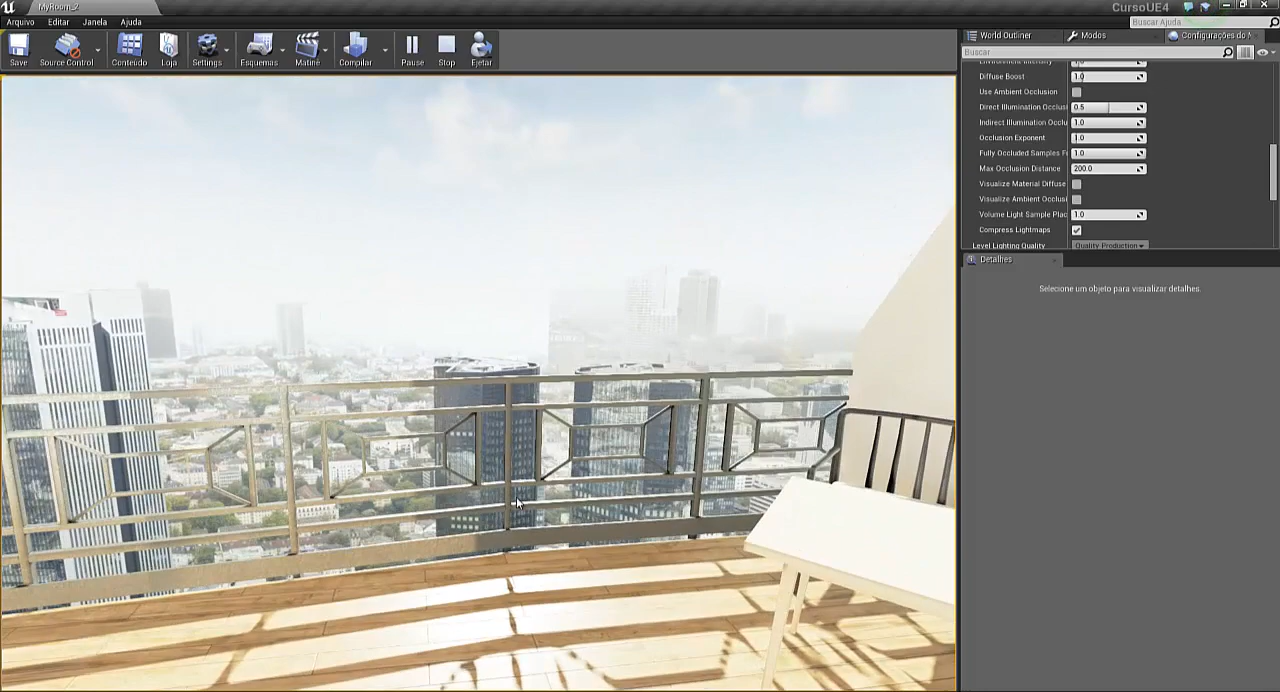 MyRoom_2
CursoUE4
Arquivo Editar Janela Ajuda
Buscar Ajuda
Save Source Control Conteúdo Loja Settings Esquemas Matinê Compilar Pause Stop Ejetar
World Outliner Modos Configurações do M
Buscar
Environment Intensity 1.0
Diffuse Boost 1.0
Use Ambient Occlusion
Direct Illumination Occlus 0.5
Indirect Illumination Occlu 1.0
Occlusion Exponent 1.0
Fully Occluded Samples F 1.0
Max Occlusion Distance 200.0
Visualize Material Diffuse
Visualize Ambient Occlusi
Volume Light Sample Plac 1.0
Compress Lightmaps
Level Lighting Quality Quality Production
Detalhes
Selecione um objeto para visualizar detalhes.